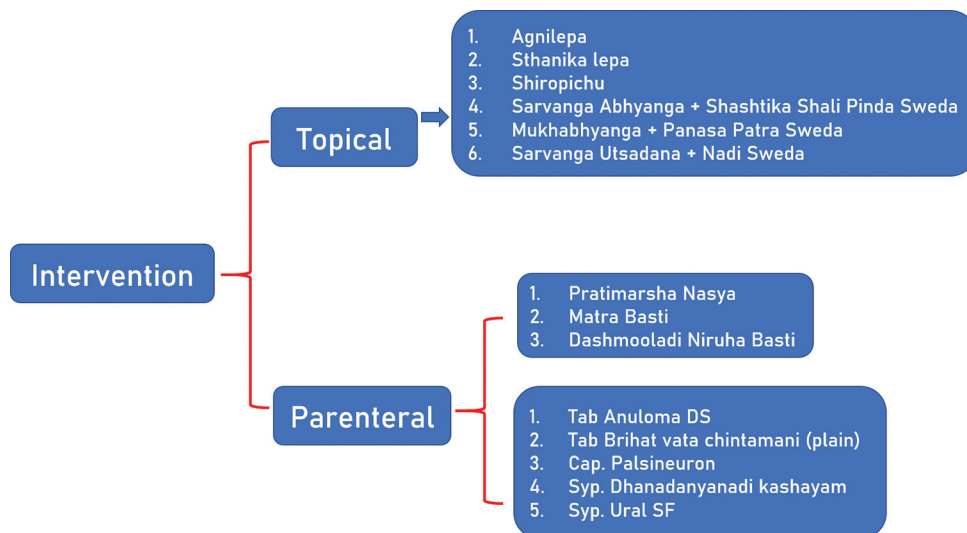 Intervention
Topical
1. Agnilepa
2. Sthanika lepa
3. Shiropichu
4. Sarvanga Abhyanga + Shashtika Shali Pinda Sweda
5. Mukhabhyanga + Panasa Patra Sweda
6. Sarvanga Utsadana + Nadi Sweda
Parenteral
1. Pratimarsha Nasya
2. Matra Basti
3. Dashmooladi Niruha Basti
1. Tab Anuloma DS
2. Tab Brihat vata chintamani (plain)
3. Cap. Palsineuron
4. Syp. Dhanadanyanadi kashayam
5. Syp. Ural SF